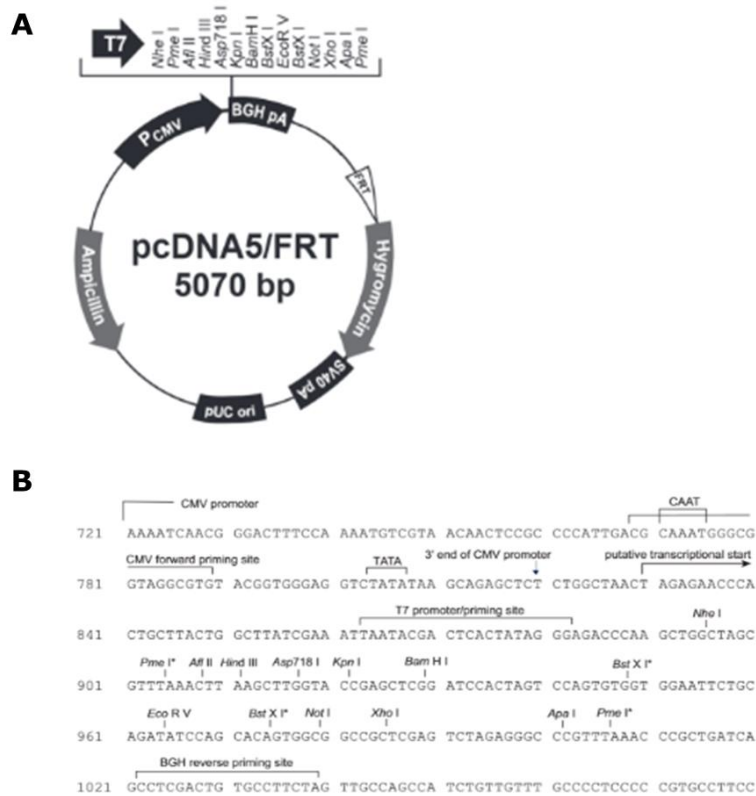 A
T7
Nhe I
Pme I
Afl II
Hind III
Asp718 I
Kpn I
BamH I
BstX I
EcoR V
BstX I
Not I
Xho I
Apa I
Pme I
PCMV
BGH pA
FRT
Ampicillin
pcDNA5/FRT
5070 bp
Hygromycin
SV40 pA
pUC ori
B
CMV promoter
CAAT
721 AAAATCAACG GGACTTTCCA AAATGTCGTA ACAACTCCGC CCCATTGACG CAAATGGGCG
CMV forward priming site TATA 3' end of CMV promoter putative transcriptional start
781 GTAGGCGTGT ACGGTGGGAG GTCTATATAA GCAGAGCTCT CTGGCTAACT AGAGAACCCA
T7 promoter/priming site Nhe I
841 CTGCTTACTG GCTTATCGAA ATTAATACGA CTCACTATAG GGAGACCCAA GCTGGCTAGC
Pme I* Afl II Hind III Asp718 I Kpn I Bam H I Bst X I*
901 GTTTAAACTT AAGCTTGGTA CCGAGCTCGG ATCCACTAGT CCAGTGTGGT GGAATTCTGC
Eco R V Bst X I* Not I Xho I Apa I Pme I*
961 AGATATCCAG CACAGTGGCG GCCGCTCGAG TCTAGAGGGC CCGTTTAAAC CCGCTGATCA
BGH reverse priming site
1021 GCCTCGACTG TGCCTTCTAG TTGCCAGCCA TCTGTTGTTT GCCCCTCCCC CGTGCCTTCC